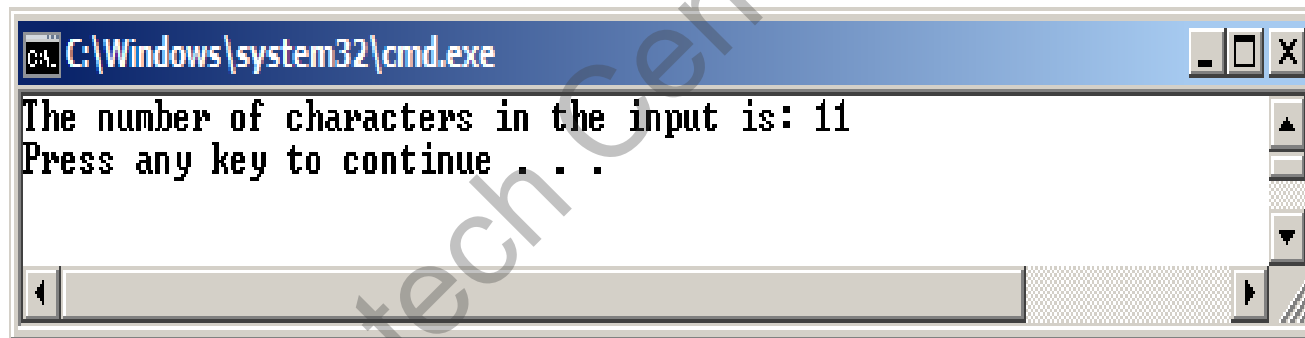 C:\Windows\system32\cmd.exe
The number of characters in the input is: 11
Press any key to continue . . .